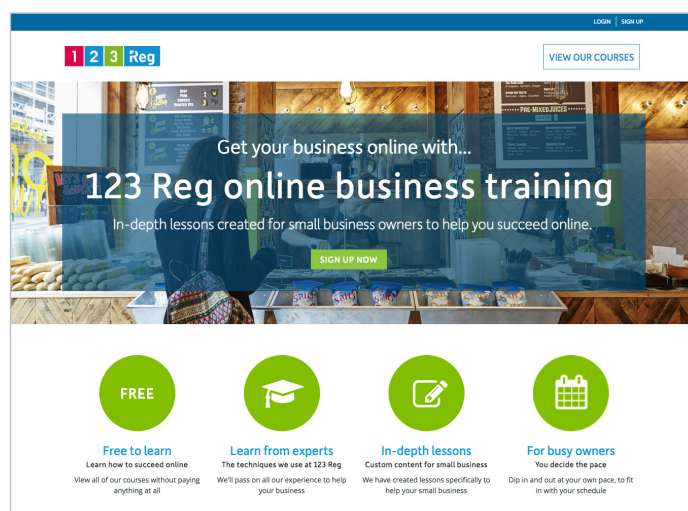 LOGIN SIGN UP
1 2 3 Reg
VIEW OUR COURSES
PRE-MIXED JUICES
Get your business online with...
123 Reg online business training
In-depth lessons created for small business owners to help you succeed online.
SIGN UP NOW
FREE
Free to learn
Learn how to succeed online
View all of our courses without paying
anything at all
Learn from experts
The techniques we use at 123 Reg
We'll pass on all our experience to help
your business
In-depth lessons
Custom content for small business
We have created lessons specifically to
help your small business
For busy owners
You decide the pace
Dip in and out at your own pace, to fit
in with your schedule